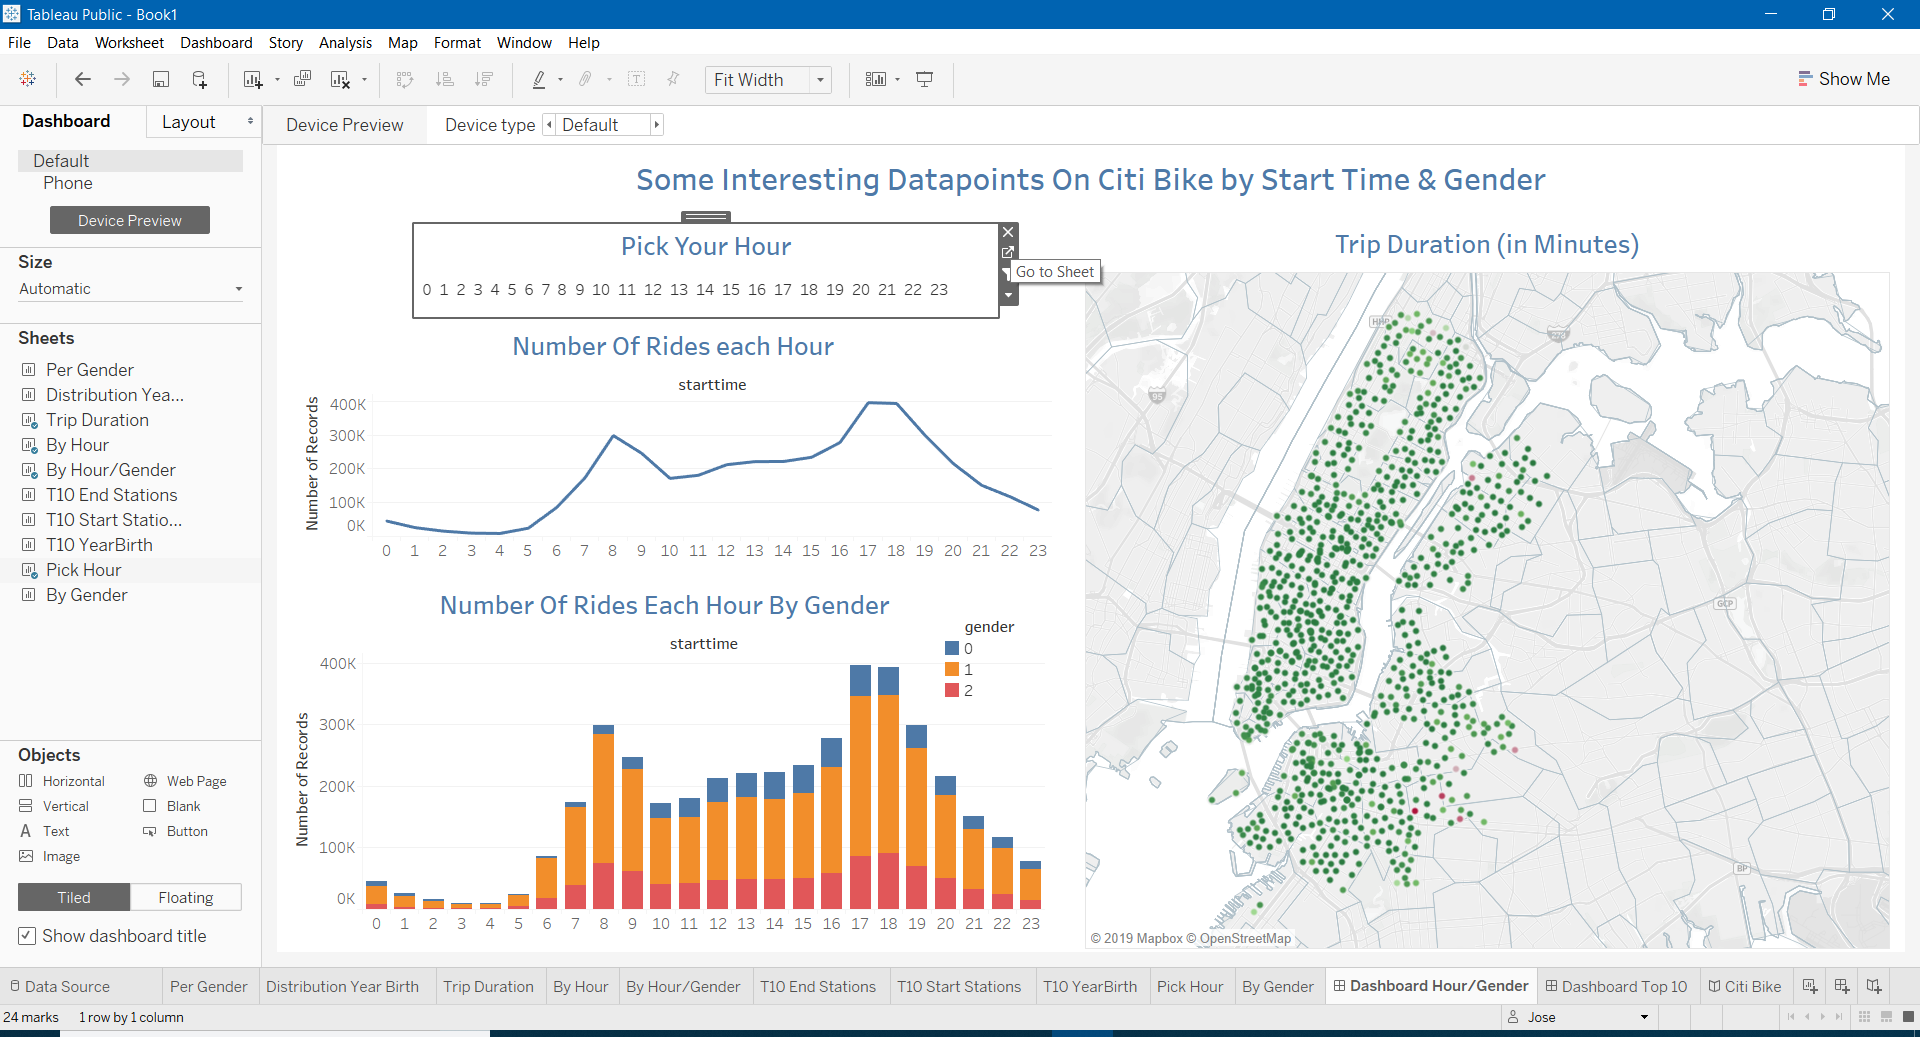 Tableau Public - Book1
File Data Worksheet Dashboard Story Analysis Map Format Window Help
Fit Width
Show Me
Dashboard
Layout
Device Preview
Device type
Default
Default
Phone
Device Preview
Size
Automatic
Sheets
Per Gender
Distribution Yea...
Trip Duration
By Hour
By Hour/Gender
T10 End Stations
T10 Start Statio...
T10 YearBirth
Pick Hour
By Gender
Objects
Horizontal Web Page
Vertical Blank
Text Button
Image
Tiled Floating
Show dashboard title
Some Interesting Datapoints On Citi Bike by Start Time & Gender
Pick Your Hour
0 1 2 3 4 5 6 7 8 9 10 11 12 13 14 15 16 17 18 19 20 21 22 23
Go to Sheet
Number Of Rides each Hour
starttime
Number of Records
400K
300K
200K
100K
0K
0 1 2 3 4 5 6 7 8 9 10 11 12 13 14 15 16 17 18 19 20 21 22 23
Number Of Rides Each Hour By Gender
gender
0
1
2
starttime
Number of Records
400K
300K
200K
100K
0K
0 1 2 3 4 5 6 7 8 9 10 11 12 13 14 15 16 17 18 19 20 21 22 23
Trip Duration (in Minutes)
HHP
95
GCP
BP
© 2019 Mapbox © OpenStreetMap
Data Source Per Gender Distribution Year Birth Trip Duration By Hour By Hour/Gender T10 End Stations T10 Start Stations T10 YearBirth Pick Hour By Gender Dashboard Hour/Gender Dashboard Top 10 Citi Bike
24 marks 1 row by 1 column
Jose